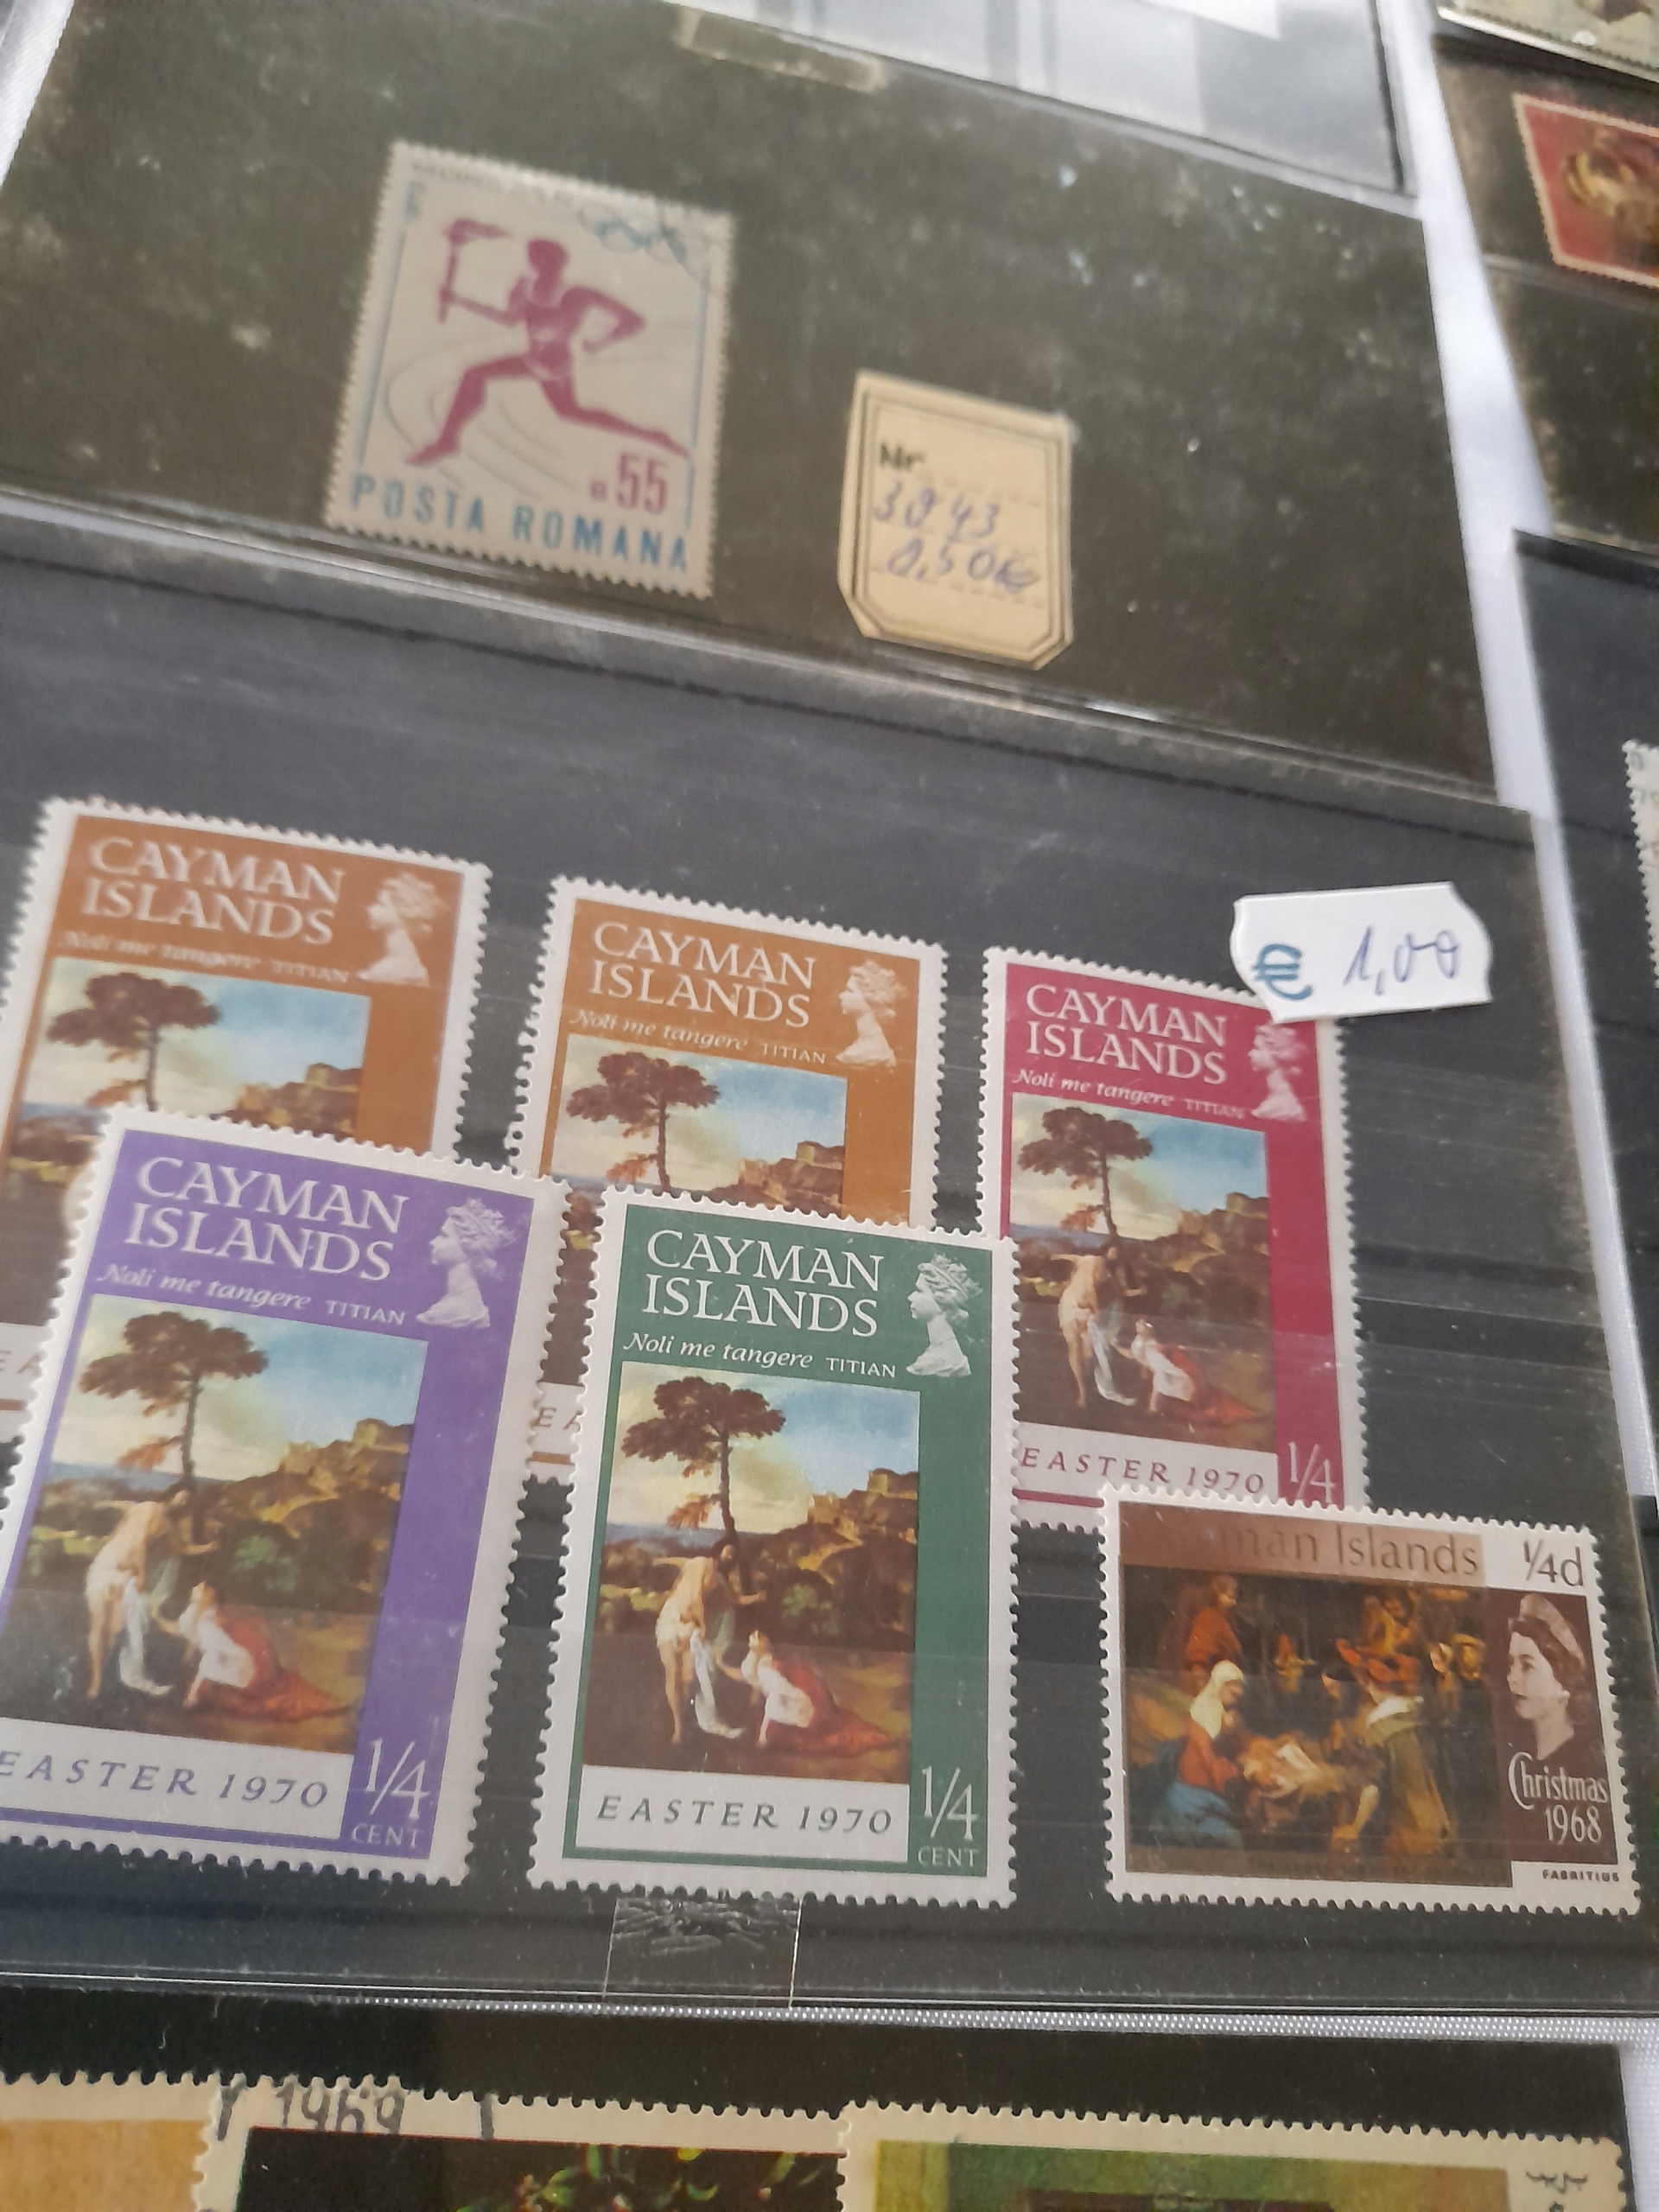 55
POSTA ROMANA
Nr
3943
0,50€
€ 1,00
CAYMAN
ISLANDS
Noli me tangere TITIAN
CAYMAN
ISLANDS
Noli me tangere TITIAN
CAYMAN
ISLANDS
Noli me tangere TITIAN
EASTER 1970 1/4
CAYMAN
ISLANDS
Noli me tangere TITIAN
EASTER 1970 1/4
CENT
CAYMAN
ISLANDS
Noli me tangere TITIAN
EASTER 1970 1/4
CENT
Islands 1/4d
Christmas
1968
FABRITIUS
1969